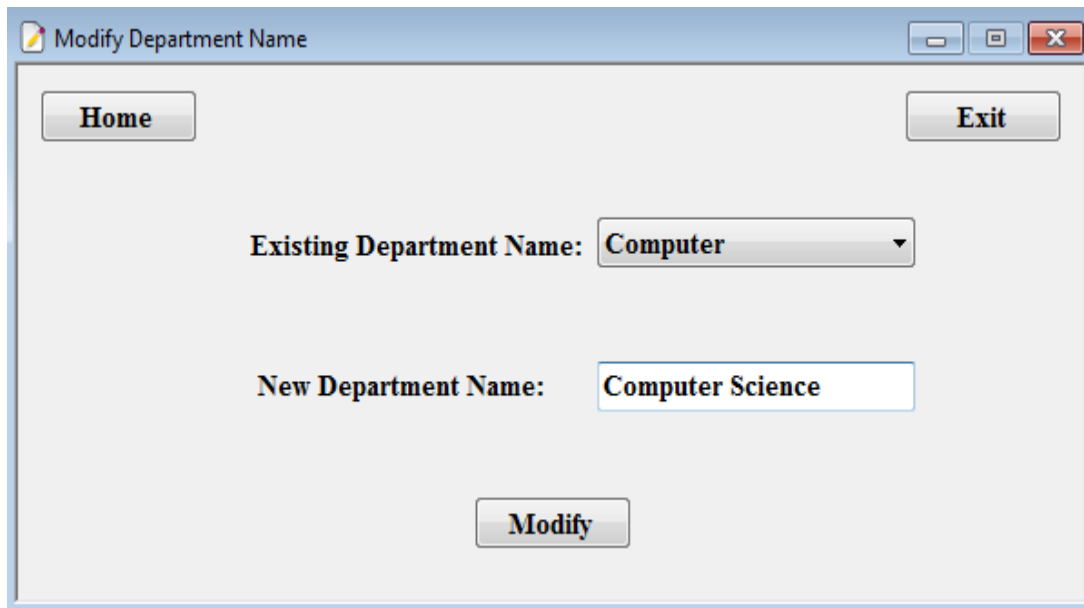 Modify Department Name
Home
Exit
Existing Department Name: Computer
New Department Name: Computer Science
Modify